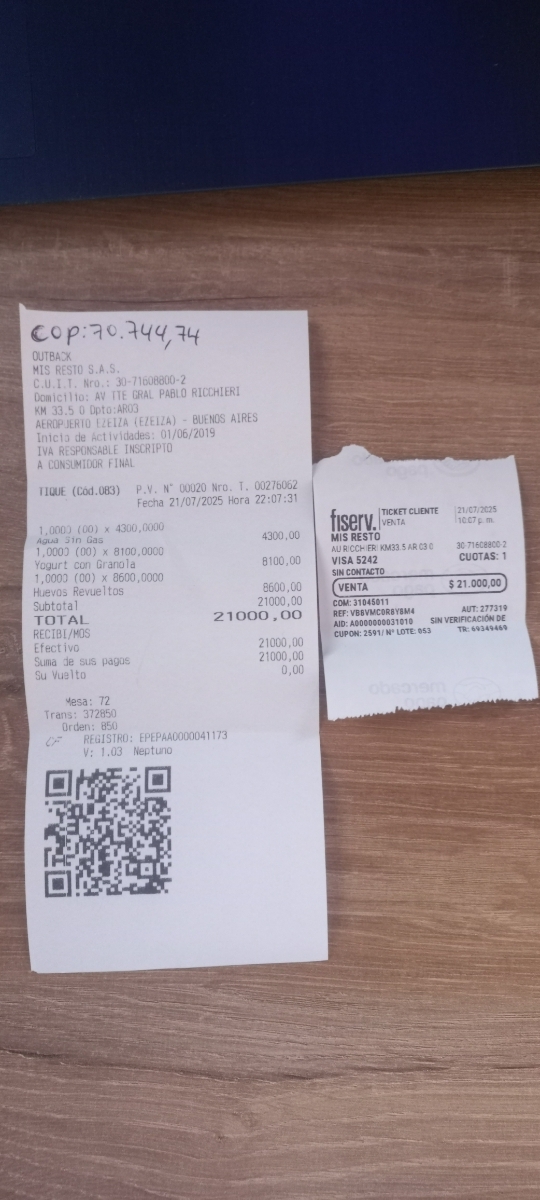 COP: 70.744,74
OUTBACK
MIS RESTO S.A.S.
C.U.I.T. Nro.: 30-71608800-2
Domicilio: AV TTE GRAL PABLO RICCHIERI
KM 33.5 0 Dpto:AR03
AEROPUERTO EZEIZA (EZEIZA) - BUENOS AIRES
Inicio de Actividades: 01/06/2019
IVA RESPONSABLE INSCRIPTO
A CONSUMIDOR FINAL
TIQUE (Cód.083) P.V. N° 00020 Nro. T. 00276062
Fecha 21/07/2025 Hora 22:07:31
1,0000 (00) x 4300,0000
Agua Sin Gas 4300,00
1,0000 (00) x 8100,0000
Yogurt con Granola 8100,00
1,0000 (00) x 8600,0000
Huevos Revueltos 8600,00
Subtotal 21000,00
TOTAL 21000,00
RECIBI/MOS
Efectivo 21000,00
Suma de sus pagos 21000,00
Su Vuelto 0,00
Mesa: 72
Trans: 372850
Orden: 850
CF REGISTRO: EPEPAA0000041173
V: 1.03 Neptuno
fiserv. TICKET CLIENTE 21/07/2025
VENTA 10:07 p. m.
MIS RESTO
AU RICCHIER: KM33.5 AR 03 0 30-71608800-2
VISA 5242 CUOTAS: 1
SIN CONTACTO
VENTA $ 21.000,00
COM: 31045011 AUT: 277319
REF: VB6VMC0R8Y8M4 SIN VERIFICACIÓN DE
AID: A0000000031010 TR: 69349469
CUPON: 2591/ N° LOTE: 053
mercado
pago